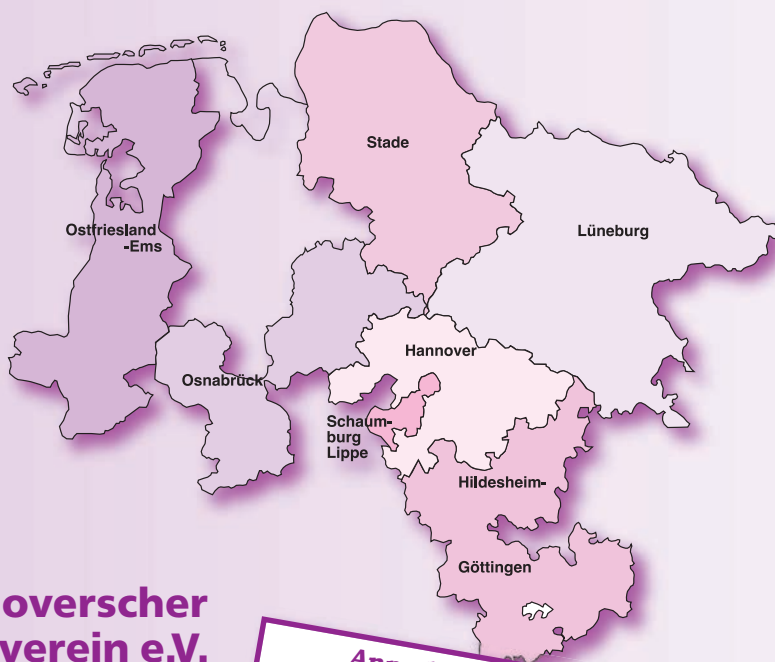 Stade
Lüneburg
Ostfriesland
-Ems
Hannover
Osnabrück
Schaum-
burg
Lippe
Hildesheim-
Göttingen
overscher
verein e.V.